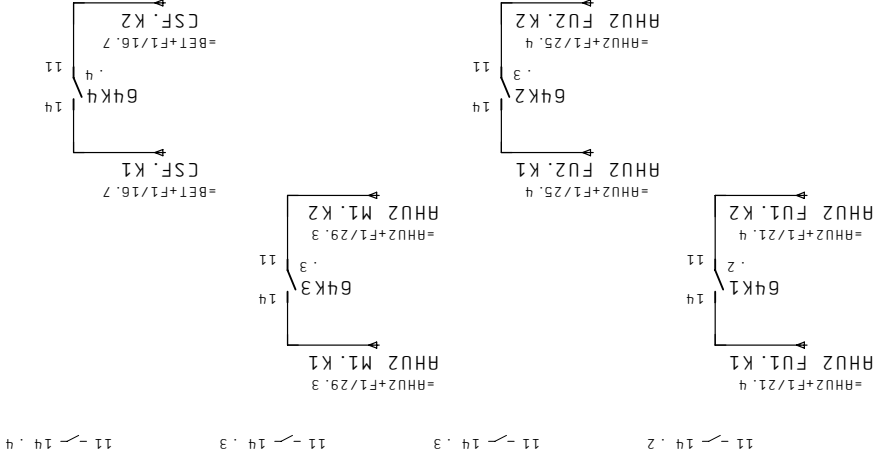 11 14 .2
11 14 .3
11 14 .3
11 14 .4
=AHU2+F1/21.4
AHU2 FU1.K1
14
64K1
.2
11
=AHU2+F1/21.4
AHU2 FU1.K2
=AHU2+F1/25.4
AHU2 FU2.K1
14
64K2
.3
11
=AHU2+F1/25.4
AHU2 FU2.K2
=AHU2+F1/29.3
AHU2 M1.K1
14
64K3
.3
11
=AHU2+F1/29.3
AHU2 M1.K2
=BET+F1/16.7
CSF.K1
14
64K4
.4
11
=BET+F1/16.7
CSF.K2